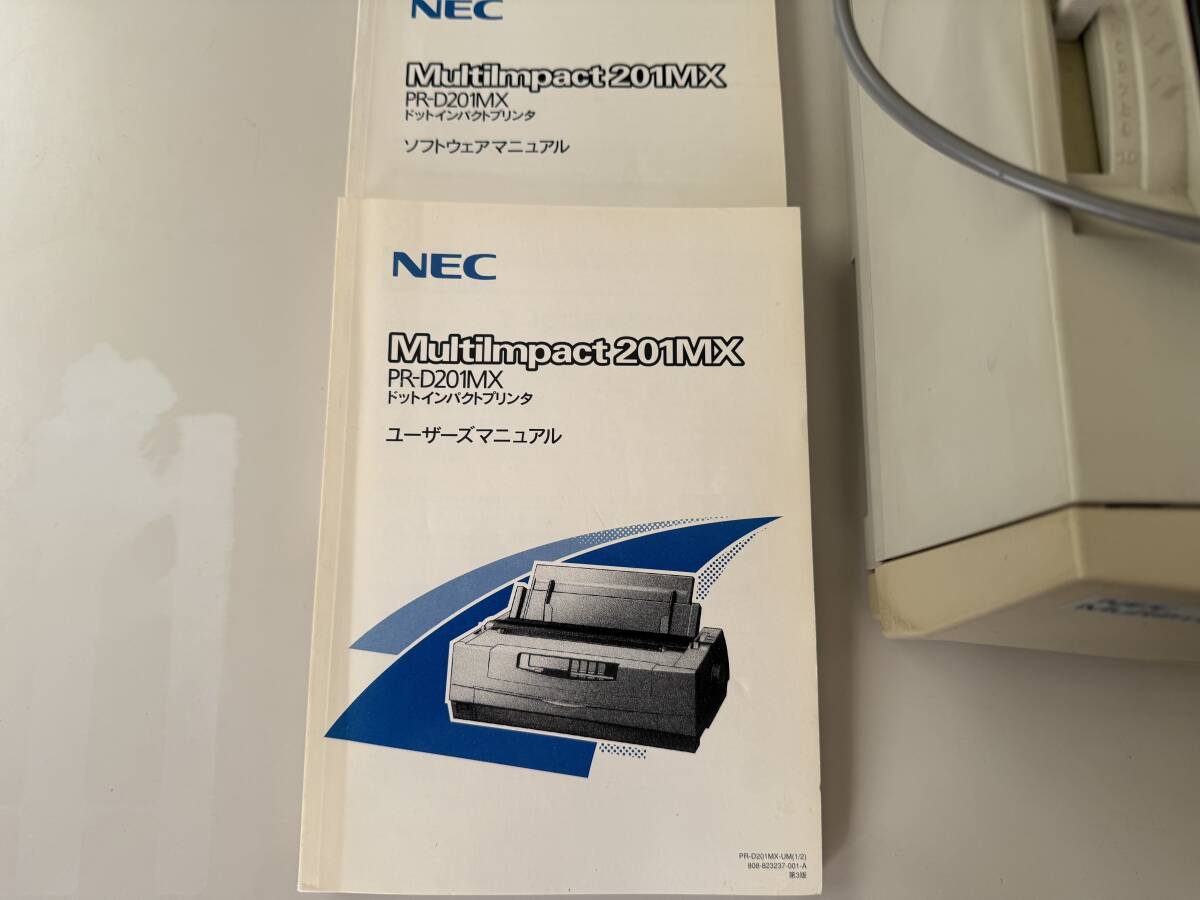 NEC
MultiImpact 201MX
PR-D201MX
ドットインパクトプリンタ
ソフトウェアマニュアル
NEC
MultiImpact 201MX
PR-D201MX
ドットインパクトプリンタ
ユーザーズマニュアル
PR-D201MX-UM(1/2)
808-823237-001-A
第3版
NEC